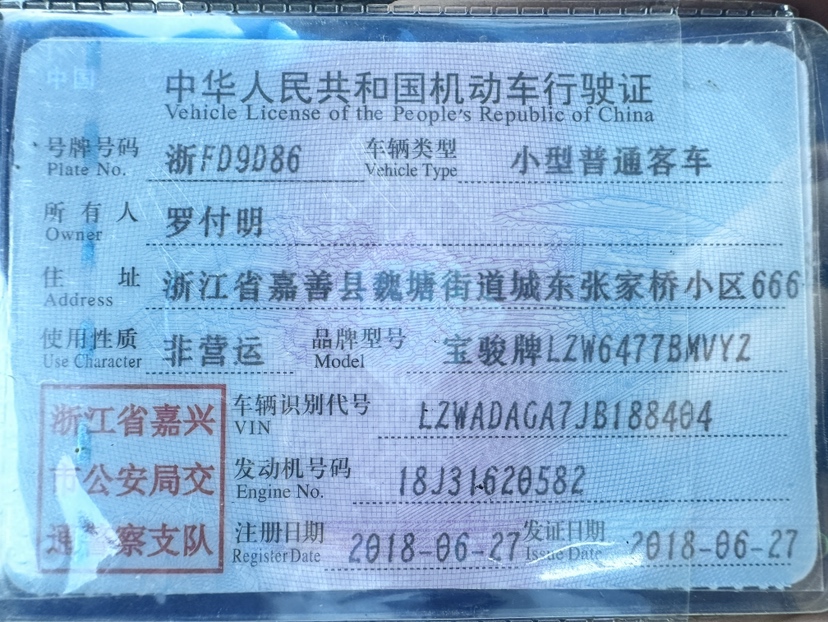 中国
中华人民共和国机动车行驶证
Vehicle License of the People's Republic of China
号牌号码 浙FD9D86 车辆类型 小型普通客车
Plate No. Vehicle Type
所有人 罗付明
Owner
住址 浙江省嘉善县魏塘街道城东张家桥小区666
Address
使用性质 非营运 品牌型号 宝骏牌LZW6477BMVYZ
Use Character Model
浙江省嘉兴 车辆识别代号 LZWADAGA7JB188404
VIN
市公安局交 发动机号码 18J31620582
Engine No.
通警察支队 注册日期 2018-06-27 发证日期 2018-06-27
Register Date Issue Date